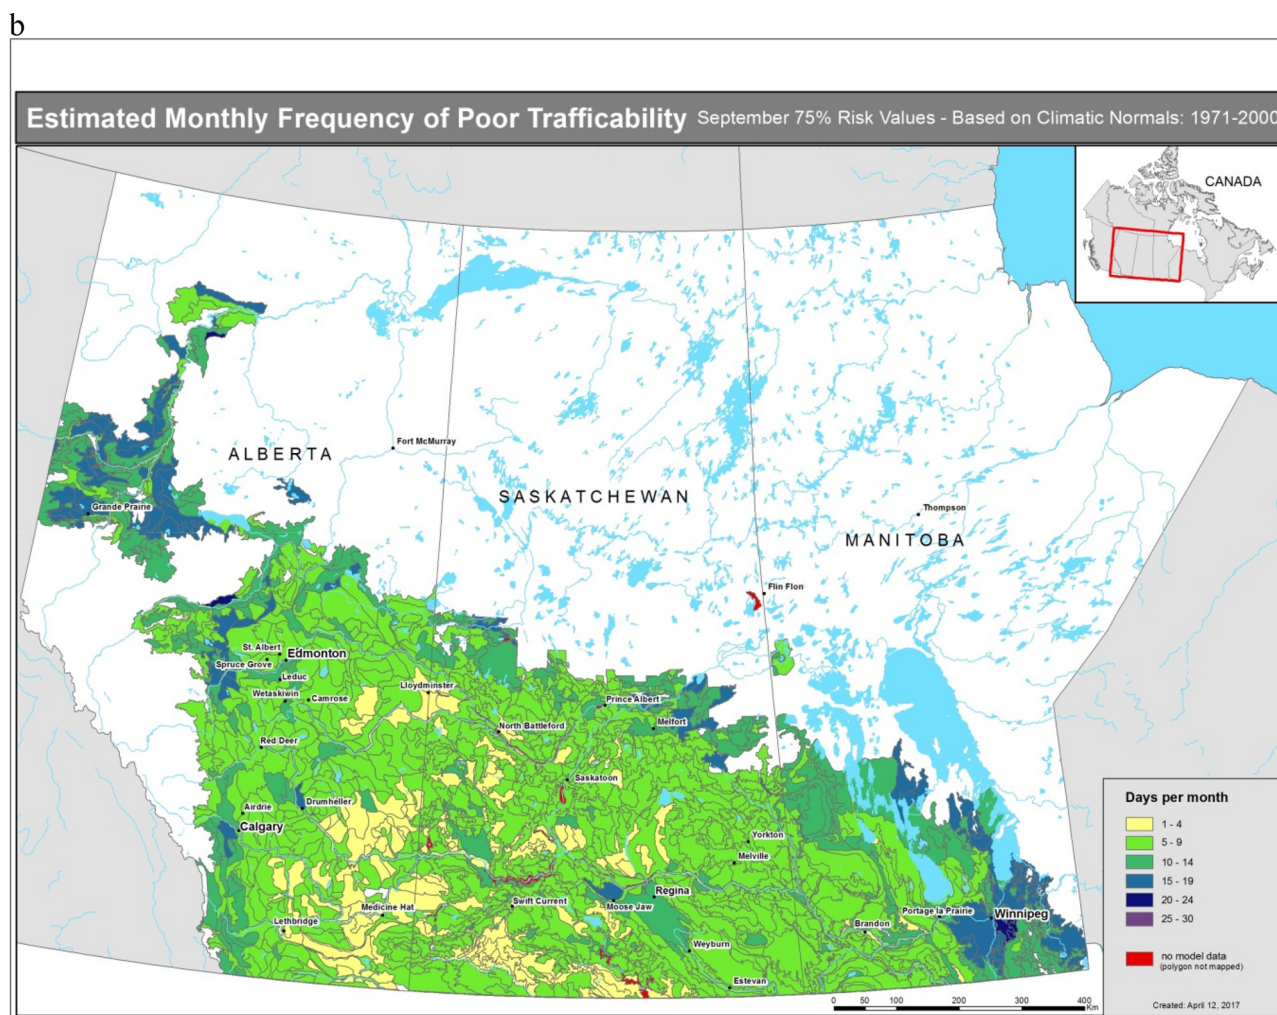 b
Estimated Monthly Frequency of Poor Trafficability September 75% Risk Values - Based on Climatic Normals: 1971-2000
CANADA
ALBERTA
Fort McMurray
SASKATCHEWAN
Grande Prairie
Thompson
MANITOBA
Flin Flon
St. Albert
Edmonton
Spruce Grove
Leduc
Wetaskiwin
Camrose
Lloydminster
Prince Albert
North Battleford
Melfort
Red Deer
Saskatoon
Airdrie
Drumheller
Calgary
Yorkton
Melville
Regina
Swift Current
Moose Jaw
Medicine Hat
Lethbridge
Portage la Prairie
Winnipeg
Brandon
Weyburn
Estevan
Days per month
1 - 4
5 - 9
10 - 14
15 - 19
20 - 24
25 - 30
no model data
(polygon not mapped)
0 50 100 200 300 400 Km
Created: April 12, 2017